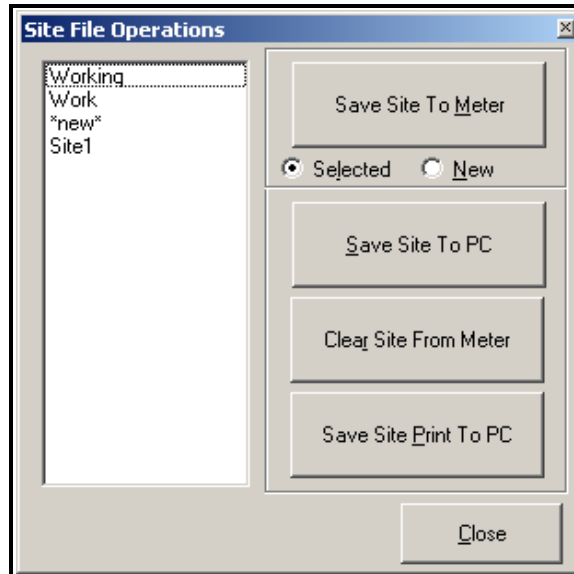 Site File Operations
Working
Work
*new*
Site1
Save Site To Meter
Selected
New
Save Site To PC
Clear Site From Meter
Save Site Print To PC
Close